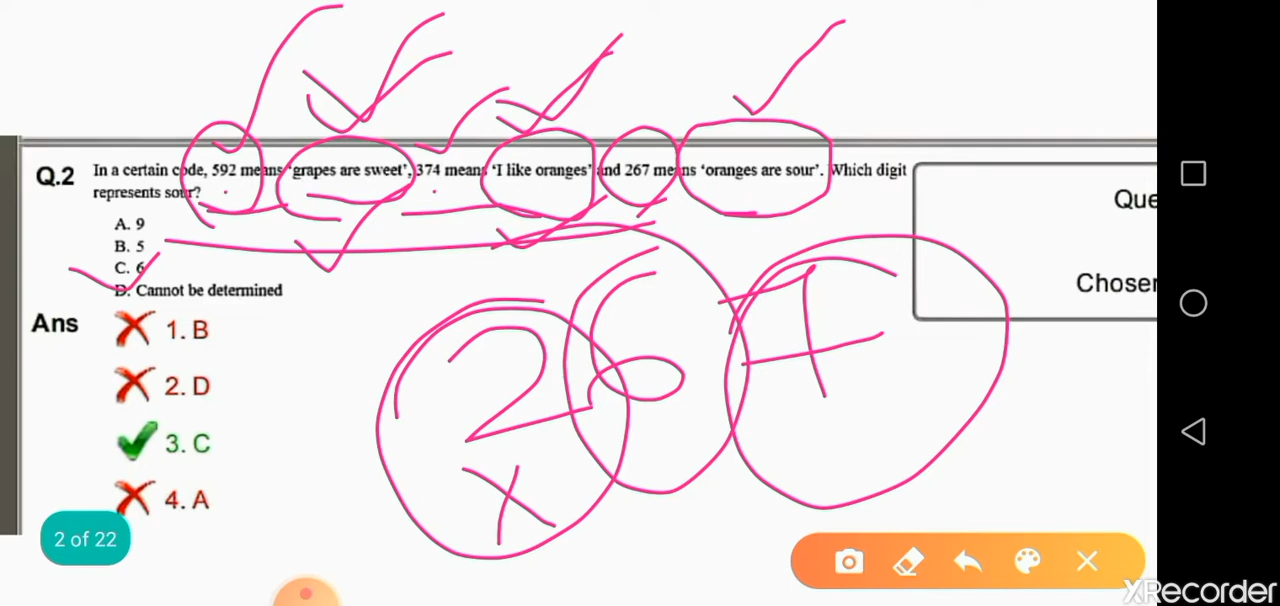 Q.2 In a certain code, 592 means 'grapes are sweet', 374 means 'I like oranges' and 267 means 'oranges are sour'. Which digit
represents sour?
A. 9
B. 5
C. 6
D. Cannot be determined
Ans 1. B
2. D
3. C
4. A
Que
Chosen
267
2 of 22
XRecorder